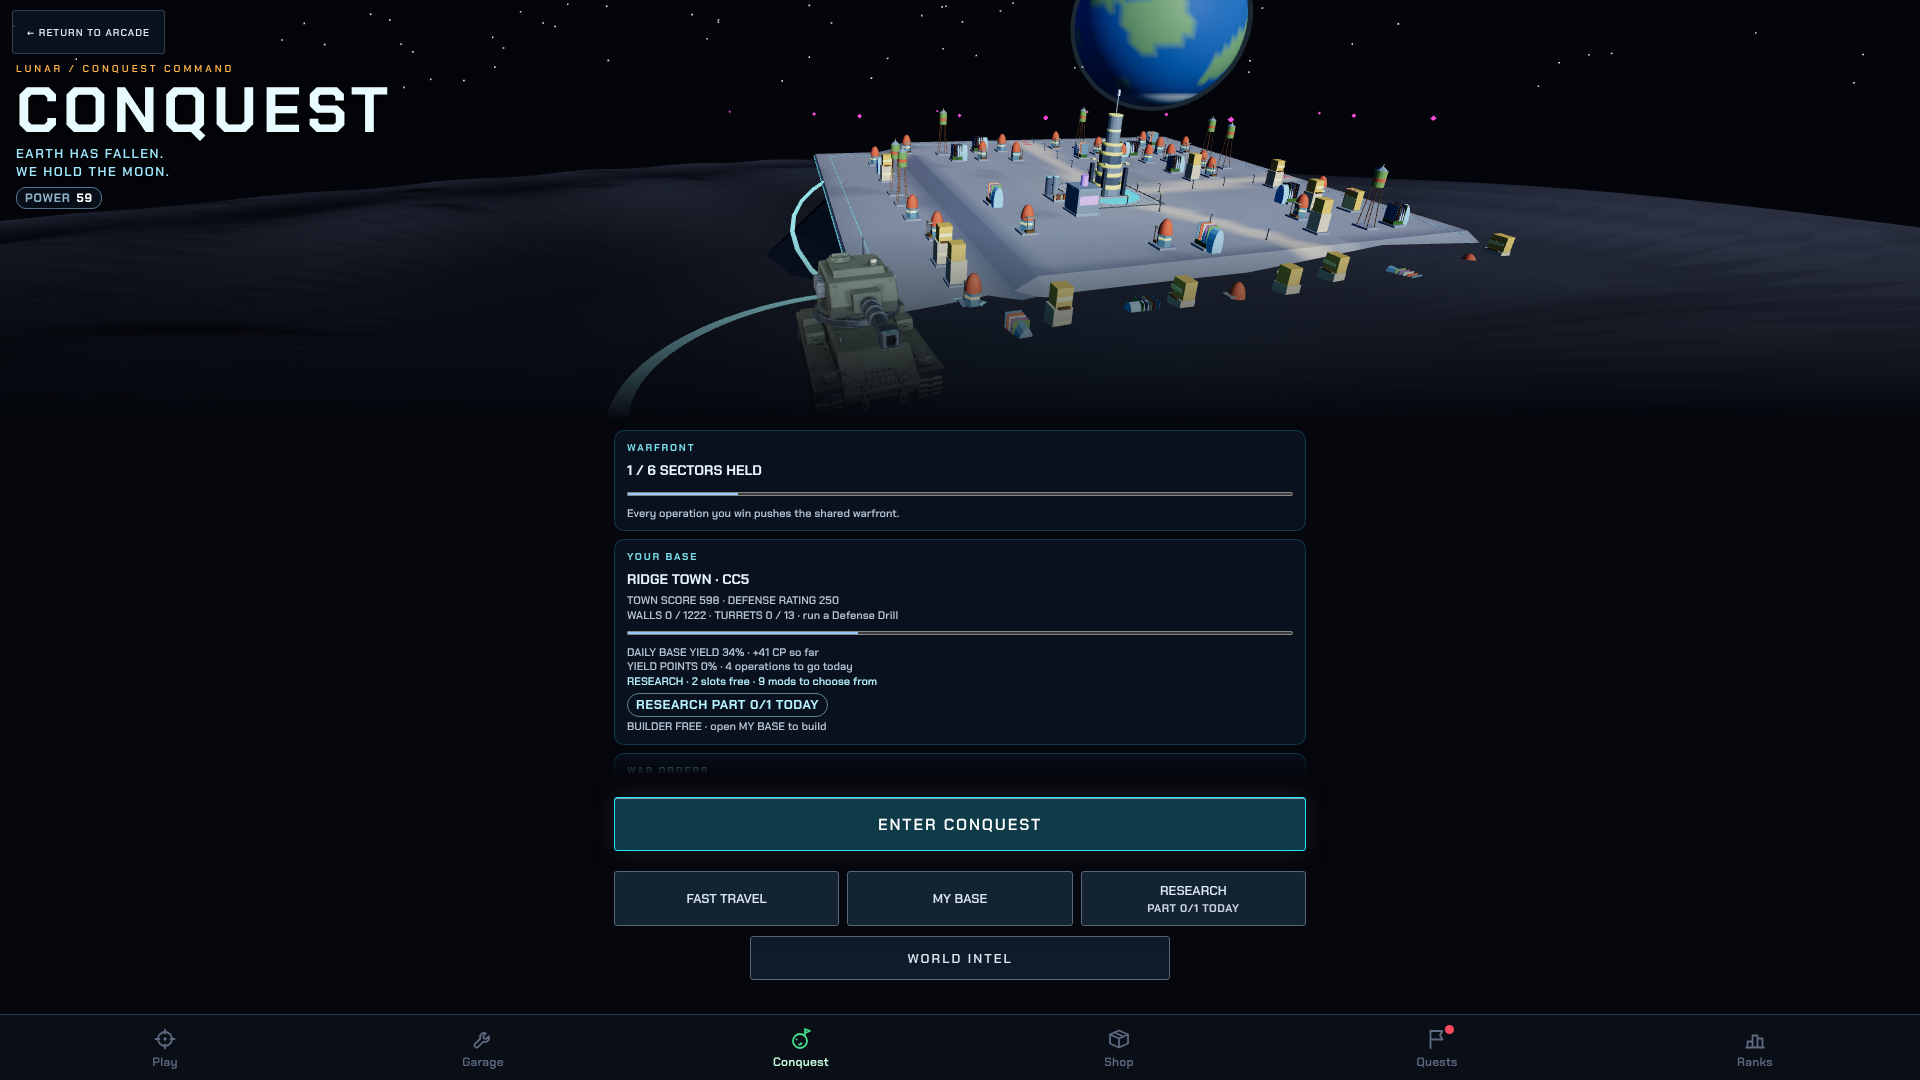 ← RETURN TO ARCADE
LUNAR / CONQUEST COMMAND
CONQUEST
EARTH HAS FALLEN.
WE HOLD THE MOON.
POWER 59
WARFRONT
1 / 6 SECTORS HELD
Every operation you win pushes the shared warfront.
YOUR BASE
RIDGE TOWN · CC5
TOWN SCORE 598 · DEFENSE RATING 250
WALLS 0 / 1222 · TURRETS 0 / 13 · run a Defense Drill
DAILY BASE YIELD 34% · +41 CP so far
YIELD POINTS 0% · 4 operations to go today
RESEARCH · 2 slots free · 9 mods to choose from
RESEARCH PART 0/1 TODAY
BUILDER FREE · open MY BASE to build
WAR ORDERS
ENTER CONQUEST
FAST TRAVEL
MY BASE
RESEARCH
PART 0/1 TODAY
WORLD INTEL
Play
Garage
Conquest
Shop
Quests
Ranks